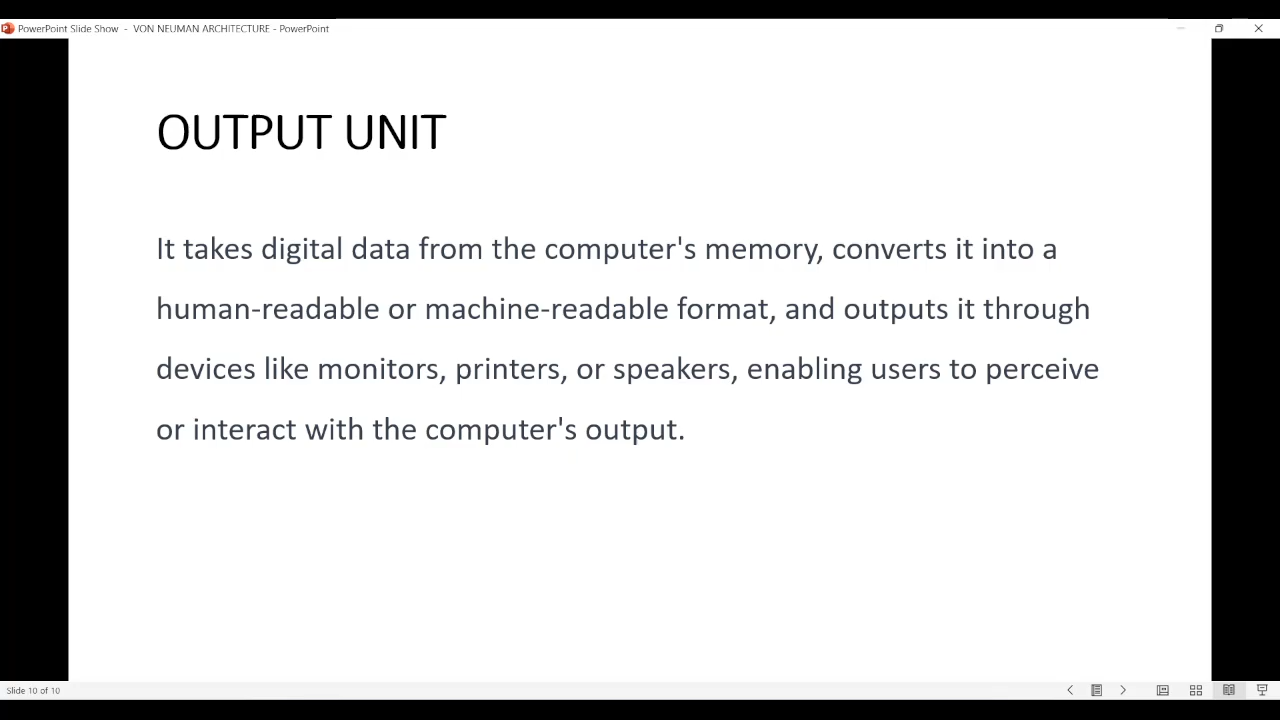 PowerPoint Slide Show - VON NEUMAN ARCHITECTURE - PowerPoint
OUTPUT UNIT
It takes digital data from the computer's memory, converts it into a
human-readable or machine-readable format, and outputs it through
devices like monitors, printers, or speakers, enabling users to perceive
or interact with the computer's output.
Slide 10 of 10